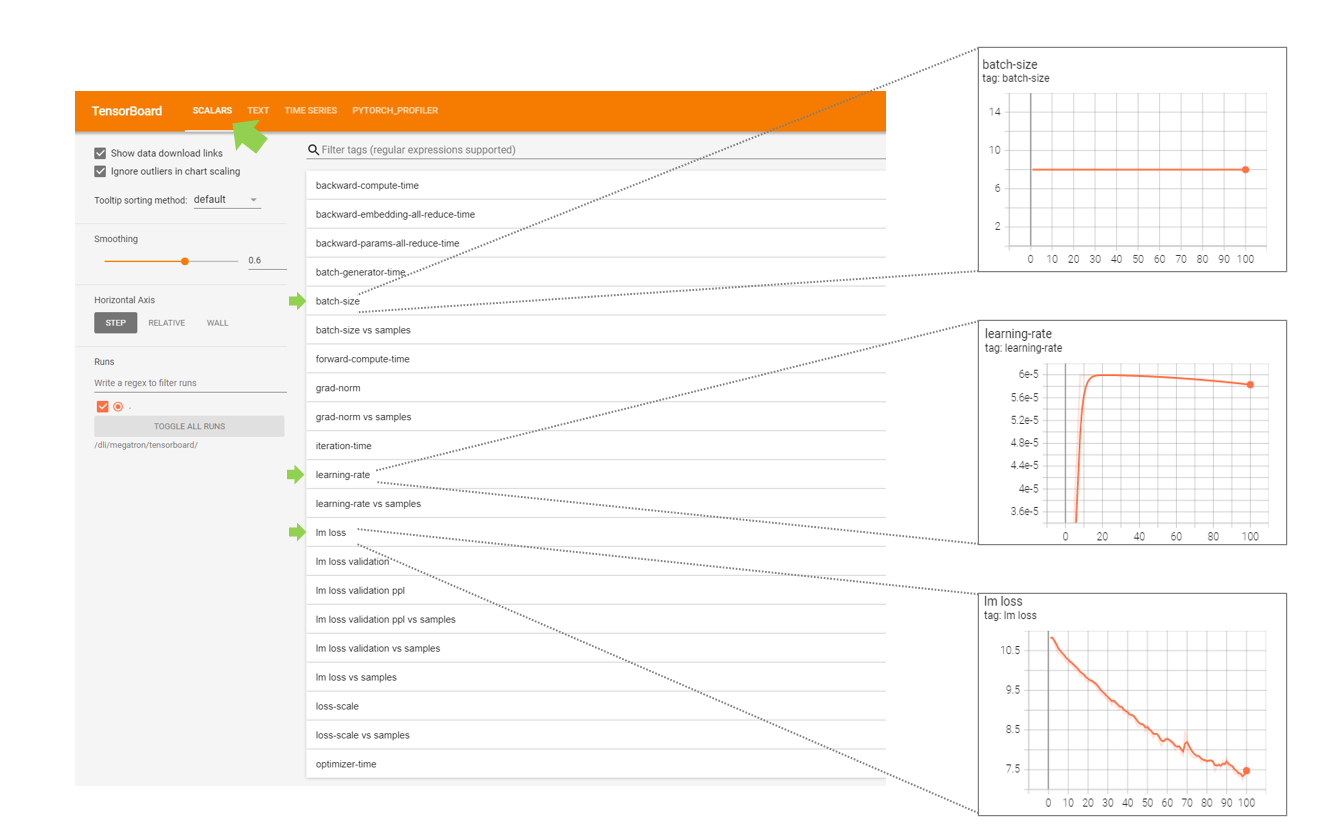 TensorBoard
SCALARS TEXT TIME SERIES PYTORCH_PROFILER
Show data download links
Ignore outliers in chart scaling
Tooltip sorting method: default
Smoothing
0.6
Horizontal Axis
STEP RELATIVE WALL
Runs
Write a regex to filter runs
.
TOGGLE ALL RUNS
/dli/megatron/tensorboard/
Filter tags (regular expressions supported)
backward-compute-time
backward-embedding-all-reduce-time
backward-params-all-reduce-time
batch-generator-time
batch-size
batch-size vs samples
forward-compute-time
grad-norm
grad-norm vs samples
iteration-time
learning-rate
learning-rate vs samples
lm loss
lm loss validation
lm loss validation ppl
lm loss validation ppl vs samples
lm loss validation vs samples
lm loss vs samples
loss-scale
loss-scale vs samples
optimizer-time
batch-size
tag: batch-size
14
10
6
2
0 10 20 30 40 50 60 70 80 90 100
learning-rate
tag: learning-rate
6e-5
5.6e-5
5.2e-5
4.8e-5
4.4e-5
4e-5
3.6e-5
0 20 40 60 80 100
lm loss
tag: lm loss
10.5
9.5
8.5
7.5
0 10 20 30 40 50 60 70 80 90 100